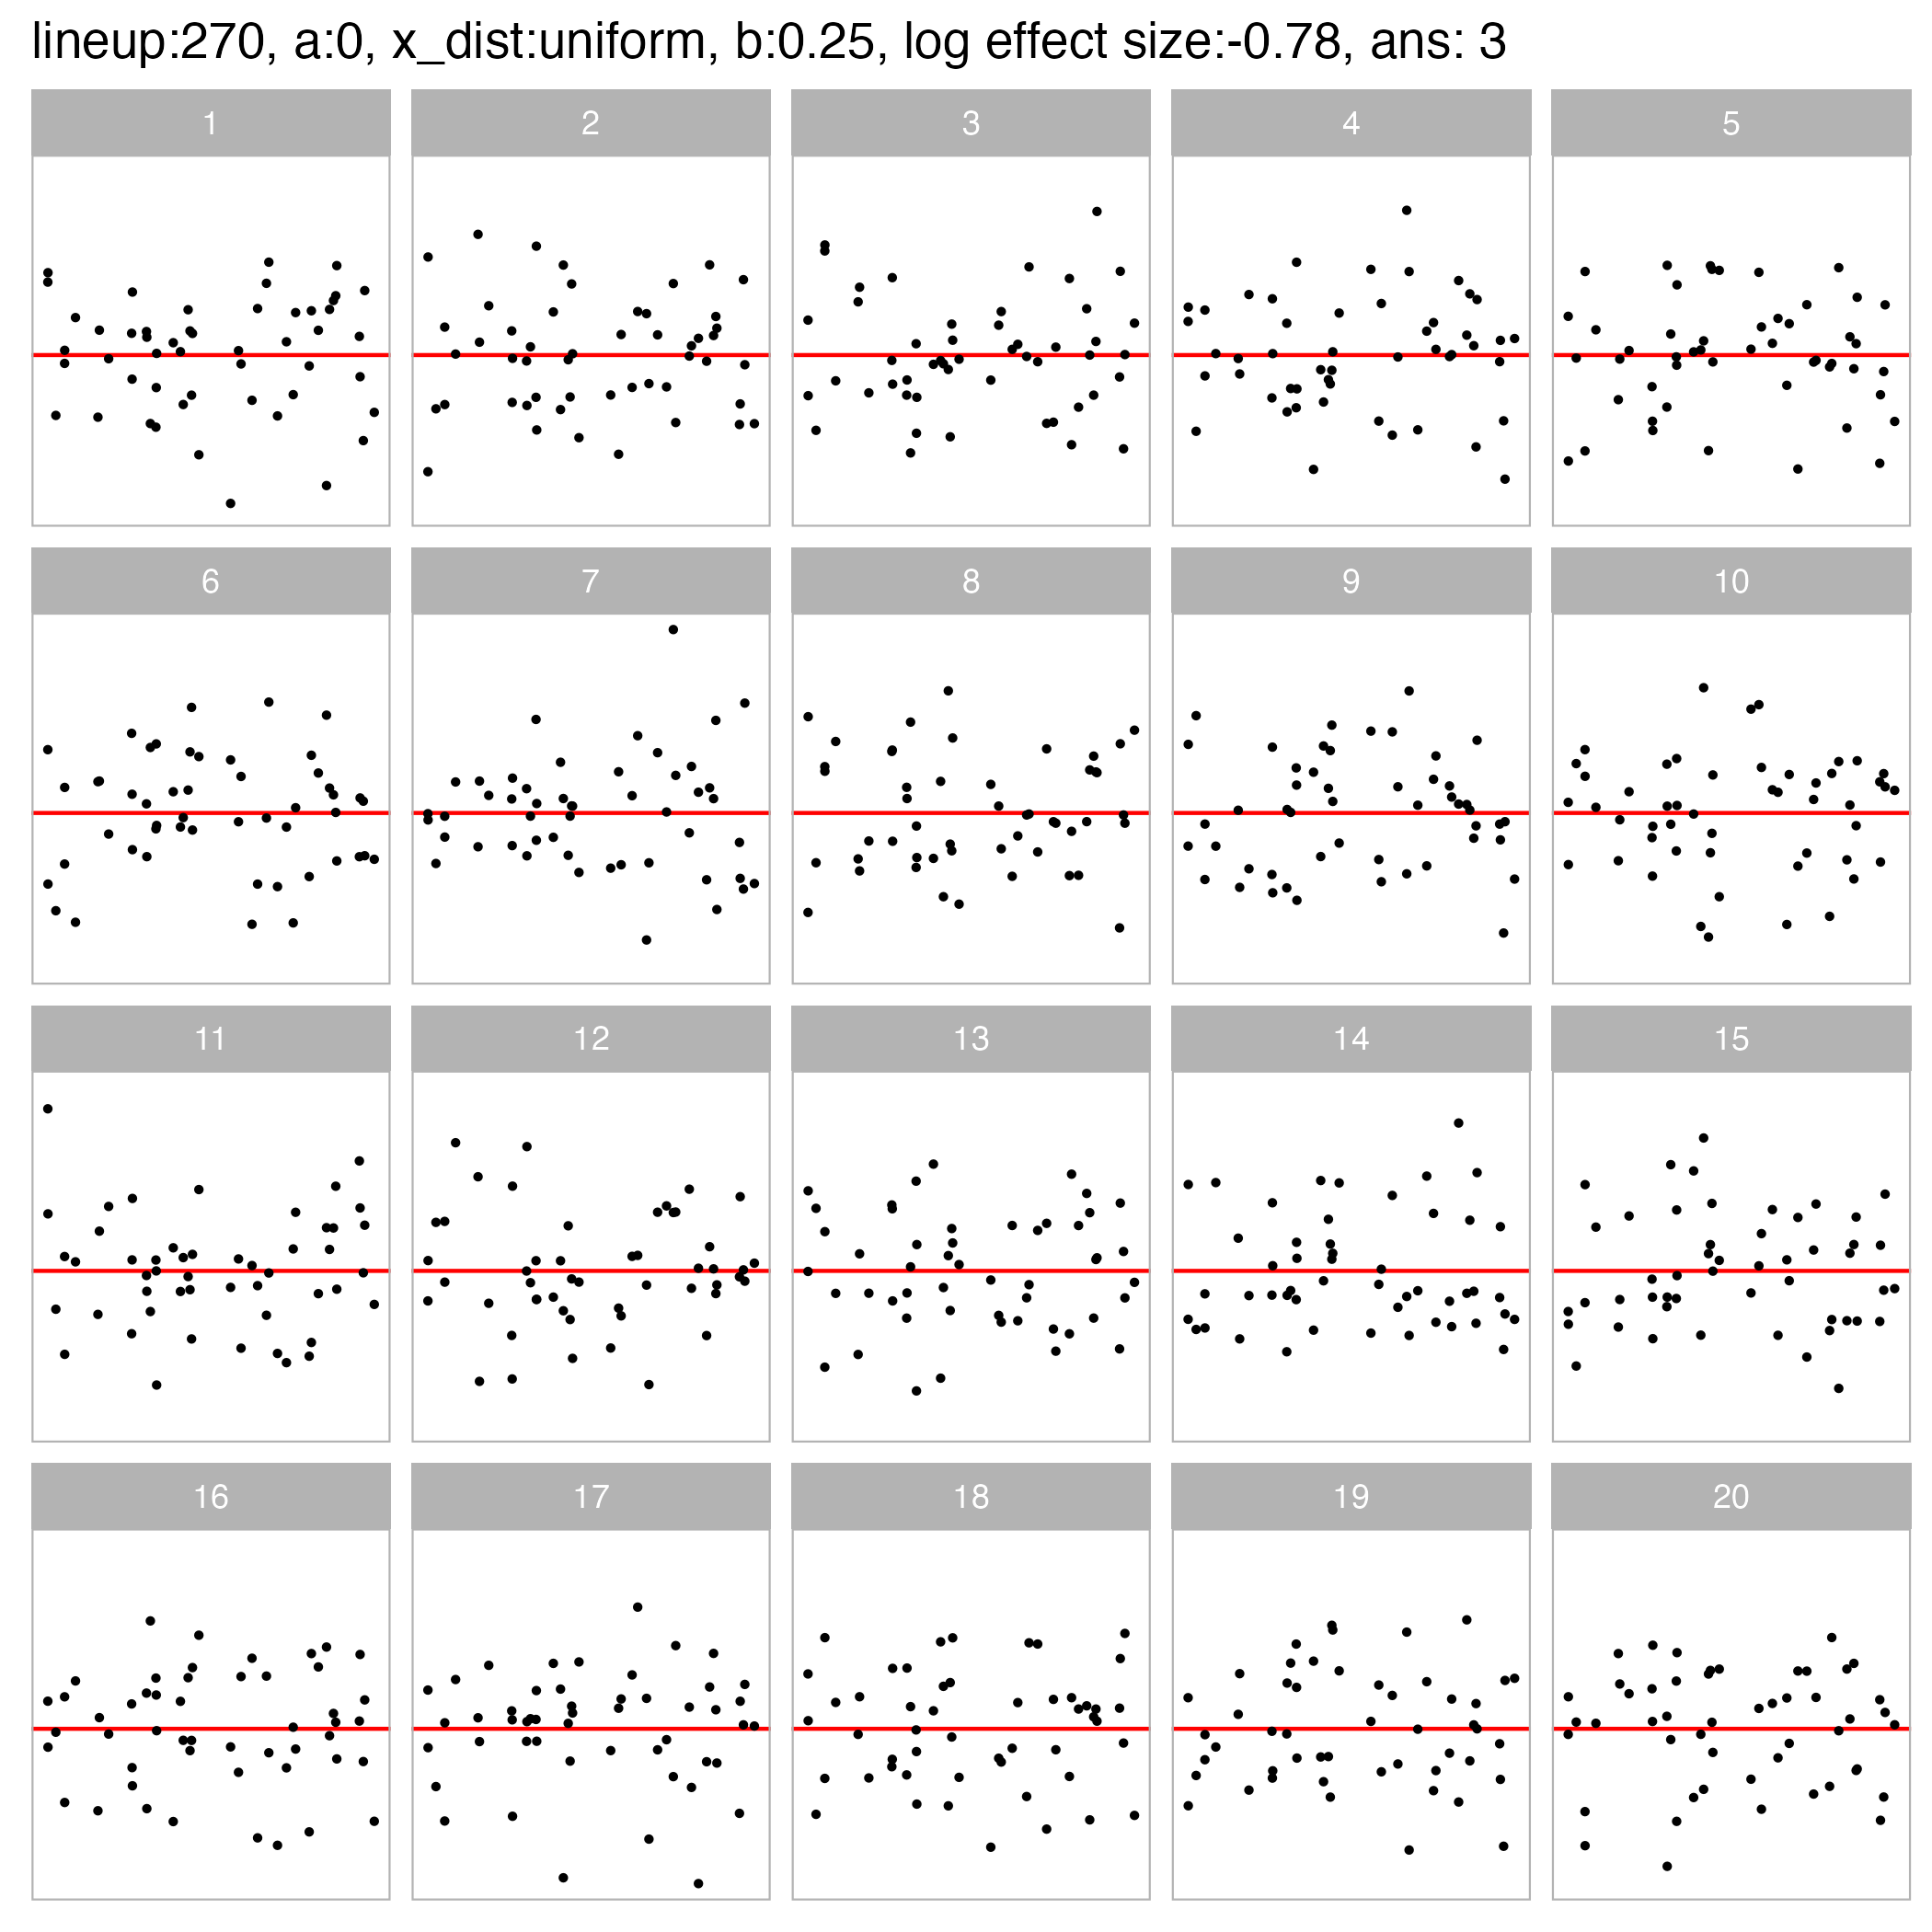 lineup:270, a:0, x_dist:uniform, b:0.25, log effect size:-0.78, ans: 3
1 2 3 4 5
6 7 8 9 10
11 12 13 14 15
16 17 18 19 20